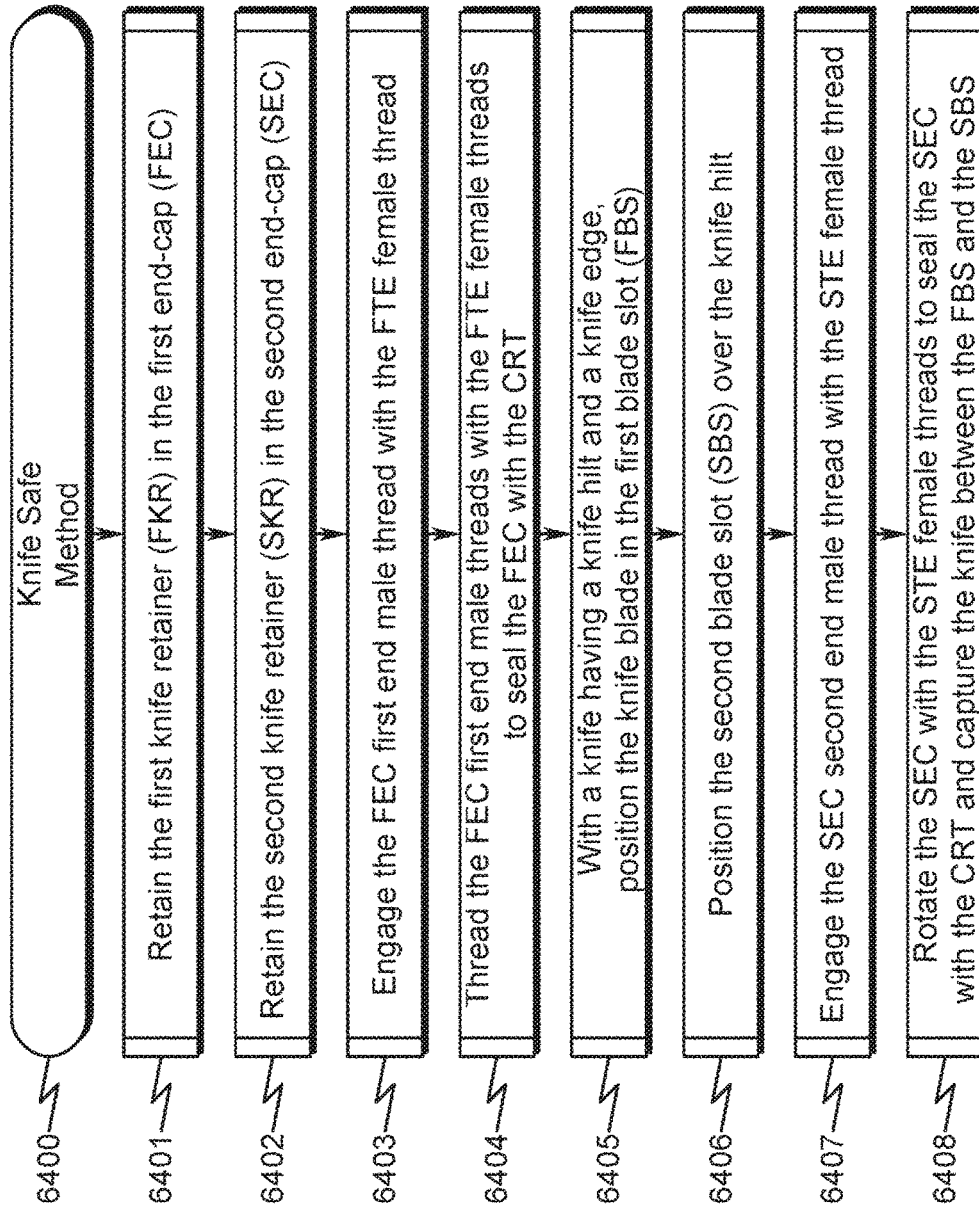 Knife Safe
Method
6400
Retain the first knife retainer (FKR) in the first end-cap (FEC)
6401
Retain the second knife retainer (SKR) in the second end-cap (SEC)
6402
Engage the FEC first end male thread with the FTE female thread
6403
Thread the FEC first end male threads with the FTE female threads
to seal the FEC with the CRT
6404
With a knife having a knife hilt and a knife edge,
position the knife blade in the first blade slot (FBS)
6405
Position the second blade slot (SBS) over the knife hilt
6406
Engage the SEC second end male thread with the STE female thread
6407
Rotate the SEC with the STE female threads to seal the SEC
with the CRT and capture the knife between the FBS and the SBS
6408